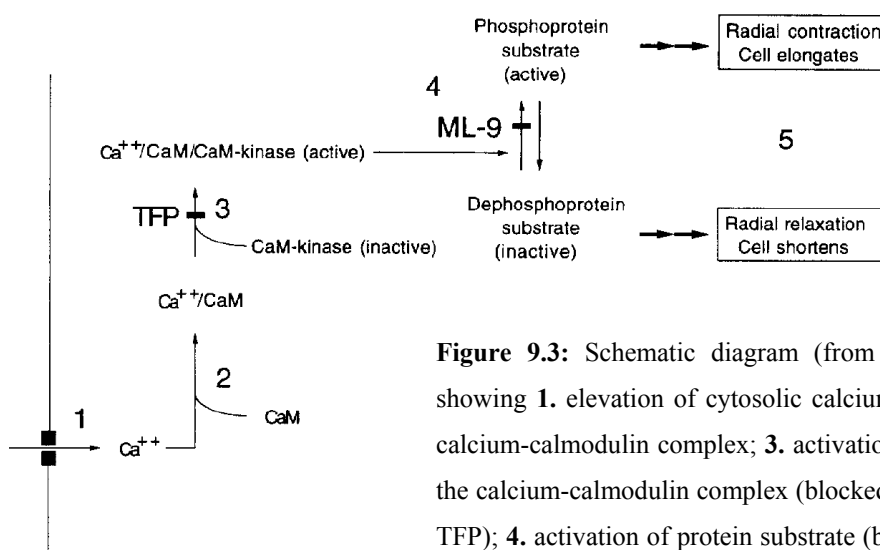 Phosphoprotein
substrate
(active)
Radial contraction
Cell elongates
4
ML-9
5
Ca++/CaM/CaM-kinase (active)
TFP
3
CaM-kinase (inactive)
Dephosphoprotein
substrate
(inactive)
Radial relaxation
Cell shortens
Ca++/CaM
2
CaM
1
Ca++
Figure 9.3: Schematic diagram (from
showing 1. elevation of cytosolic calcium
calcium-calmodulin complex; 3. activatio
the calcium-calmodulin complex (blocked
TFP); 4. activation of protein substrate (b